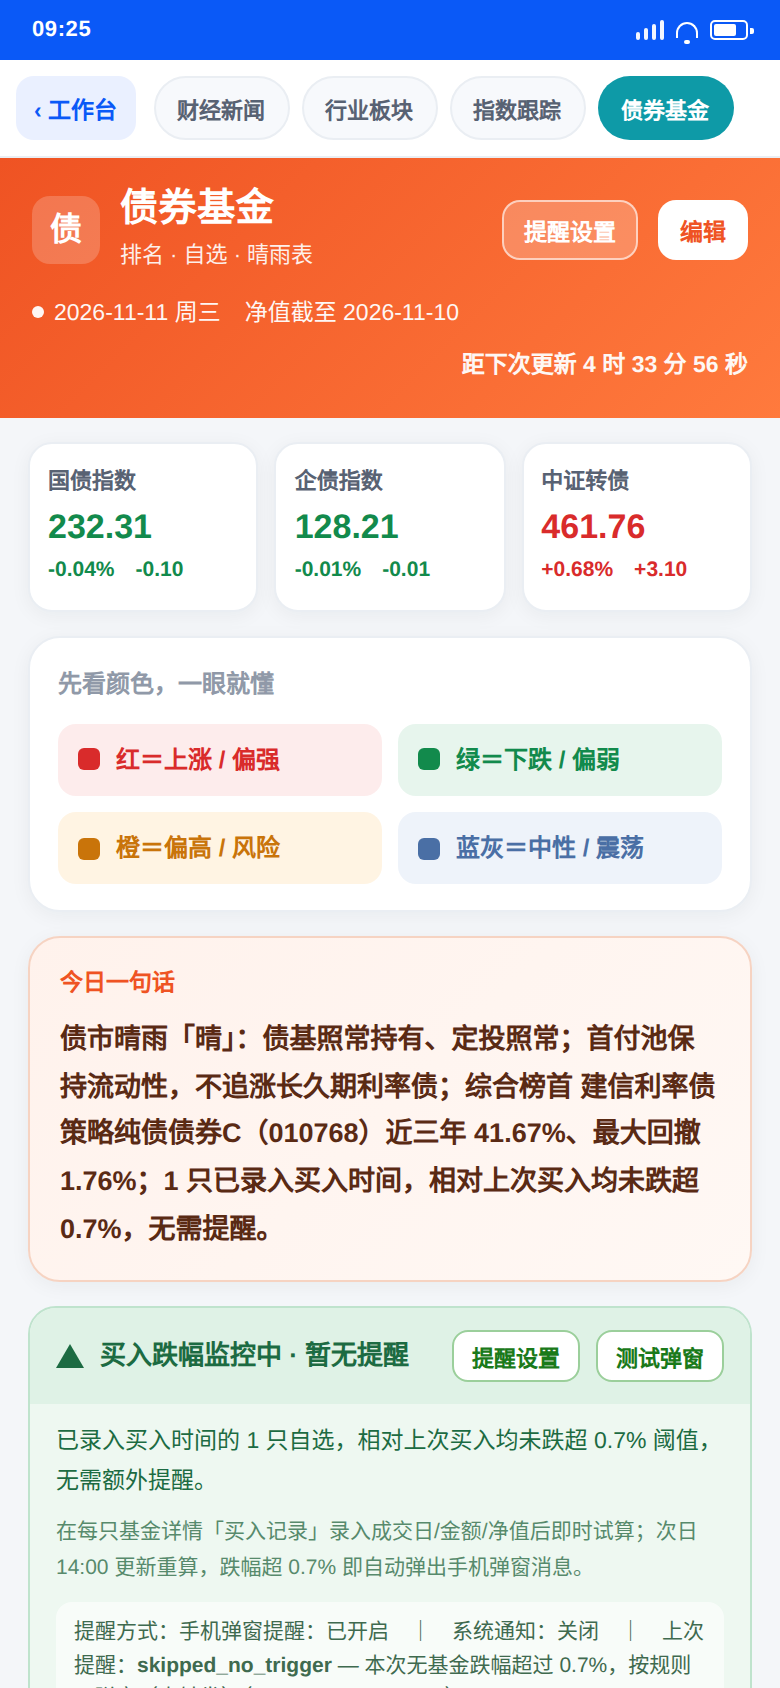 09:25
‹ 工作台 财经新闻 行业板块 指数跟踪 债券基金
债 债券基金
排名 · 自选 · 晴雨表
提醒设置 编辑
2026-11-11 周三 净值截至 2026-11-10
距下次更新 4 时 33 分 56 秒
国债指数 企债指数 中证转债
232.31 128.21 461.76
-0.04% -0.10 -0.01% -0.01 +0.68% +3.10
先看颜色，一眼就懂
红＝上涨 / 偏强 绿＝下跌 / 偏弱
橙＝偏高 / 风险 蓝灰＝中性 / 震荡
今日一句话
债市晴雨「晴」：债基照常持有、定投照常；首付池保
持流动性，不追涨长久期利率债；综合榜首 建信利率债
策略纯债债券C（010768）近三年 41.67%、最大回撤
1.76%；1 只已录入买入时间，相对上次买入均未跌超
0.7%，无需提醒。
买入跌幅监控中 · 暂无提醒 提醒设置 测试弹窗
已录入买入时间的 1 只自选，相对上次买入均未跌超 0.7% 阈值，
无需额外提醒。
在每只基金详情「买入记录」录入成交日/金额/净值后即时试算；次日
14:00 更新重算，跌幅超 0.7% 即自动弹出手机弹窗消息。
提醒方式：手机弹窗提醒：已开启 ｜ 系统通知：关闭 ｜ 上次
提醒：skipped_no_trigger — 本次无基金跌幅超过 0.7%，按规则